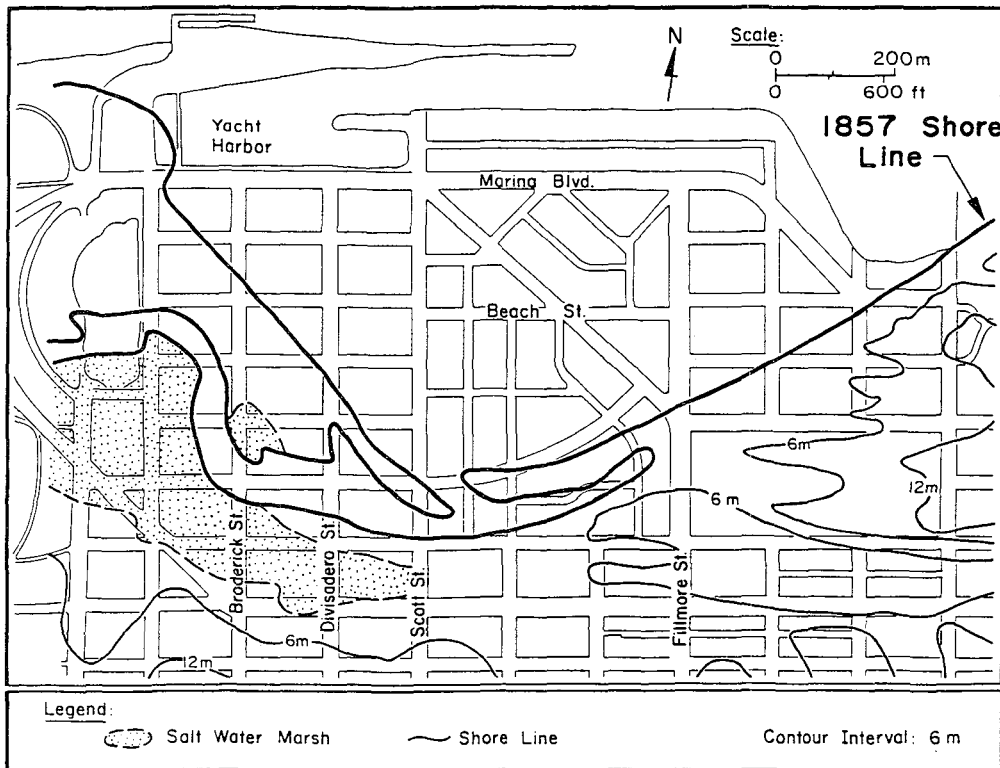 N
Scale:
0 200m
0 600 ft
1857 Shore
Line
Yacht
Harbor
Marina Blvd.
Beach St.
6m
12m
6 m
Broderick St.
Divisadero St.
Scott St.
Fillmore St.
6m
12m
Legend:
Salt Water Marsh
Shore Line
Contour Interval: 6 m